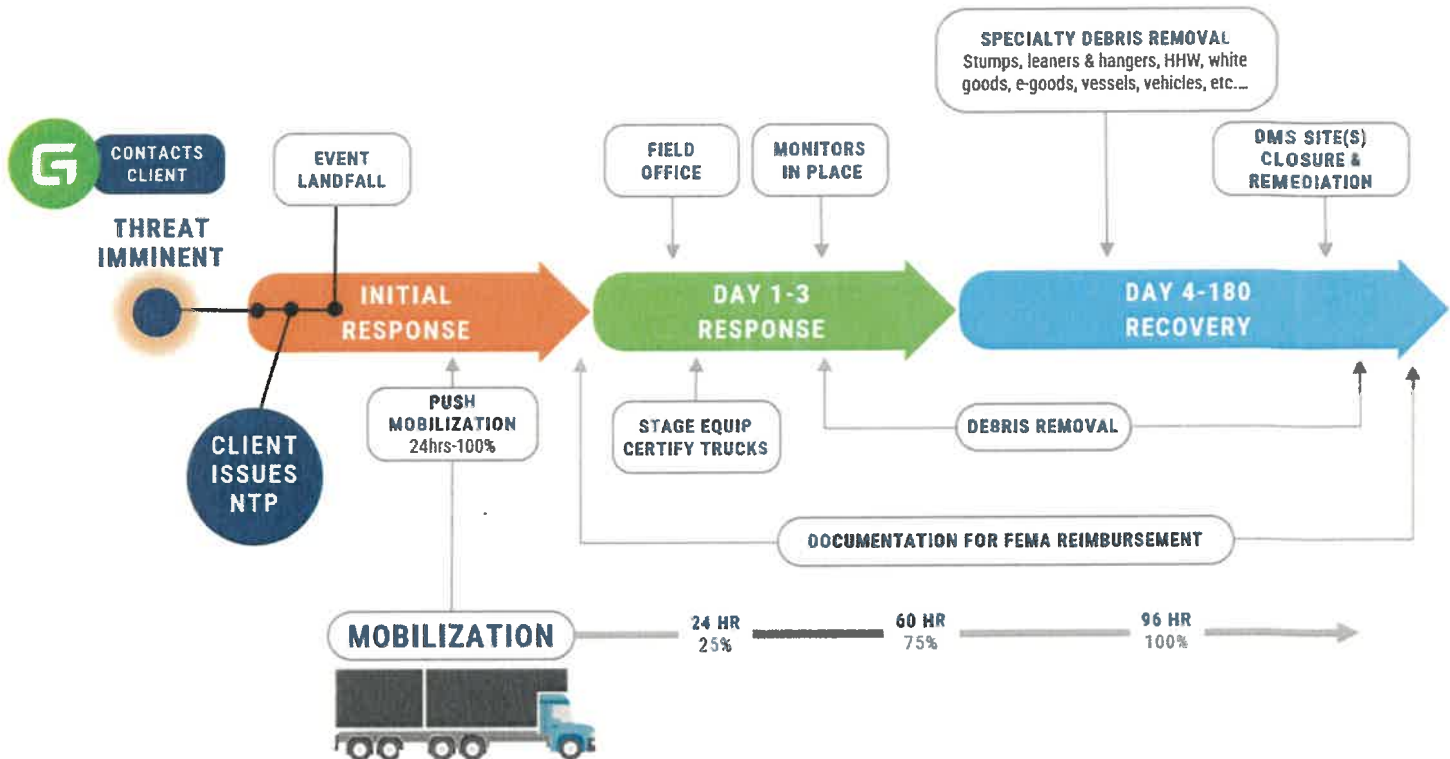 SPECIALTY DEBRIS REMOVAL
Stumps, leaners & hangers, HHW, white
goods, e-goods, vessels, vehicles, etc....
G
CONTACTS
CLIENT
EVENT
LANDFALL
FIELD
OFFICE
MONITORS
IN PLACE
DMS SITE(S)
CLOSURE &
REMEDIATION
THREAT
IMMINENT
INITIAL
RESPONSE
DAY 1-3
RESPONSE
DAY 4-180
RECOVERY
CLIENT
ISSUES
NTP
PUSH
MOBILIZATION
24hrs-100%
STAGE EQUIP
CERTIFY TRUCKS
DEBRIS REMOVAL
DOCUMENTATION FOR FEMA REIMBURSEMENT
MOBILIZATION
24 HR
25%
60 HR
75%
96 HR
100%